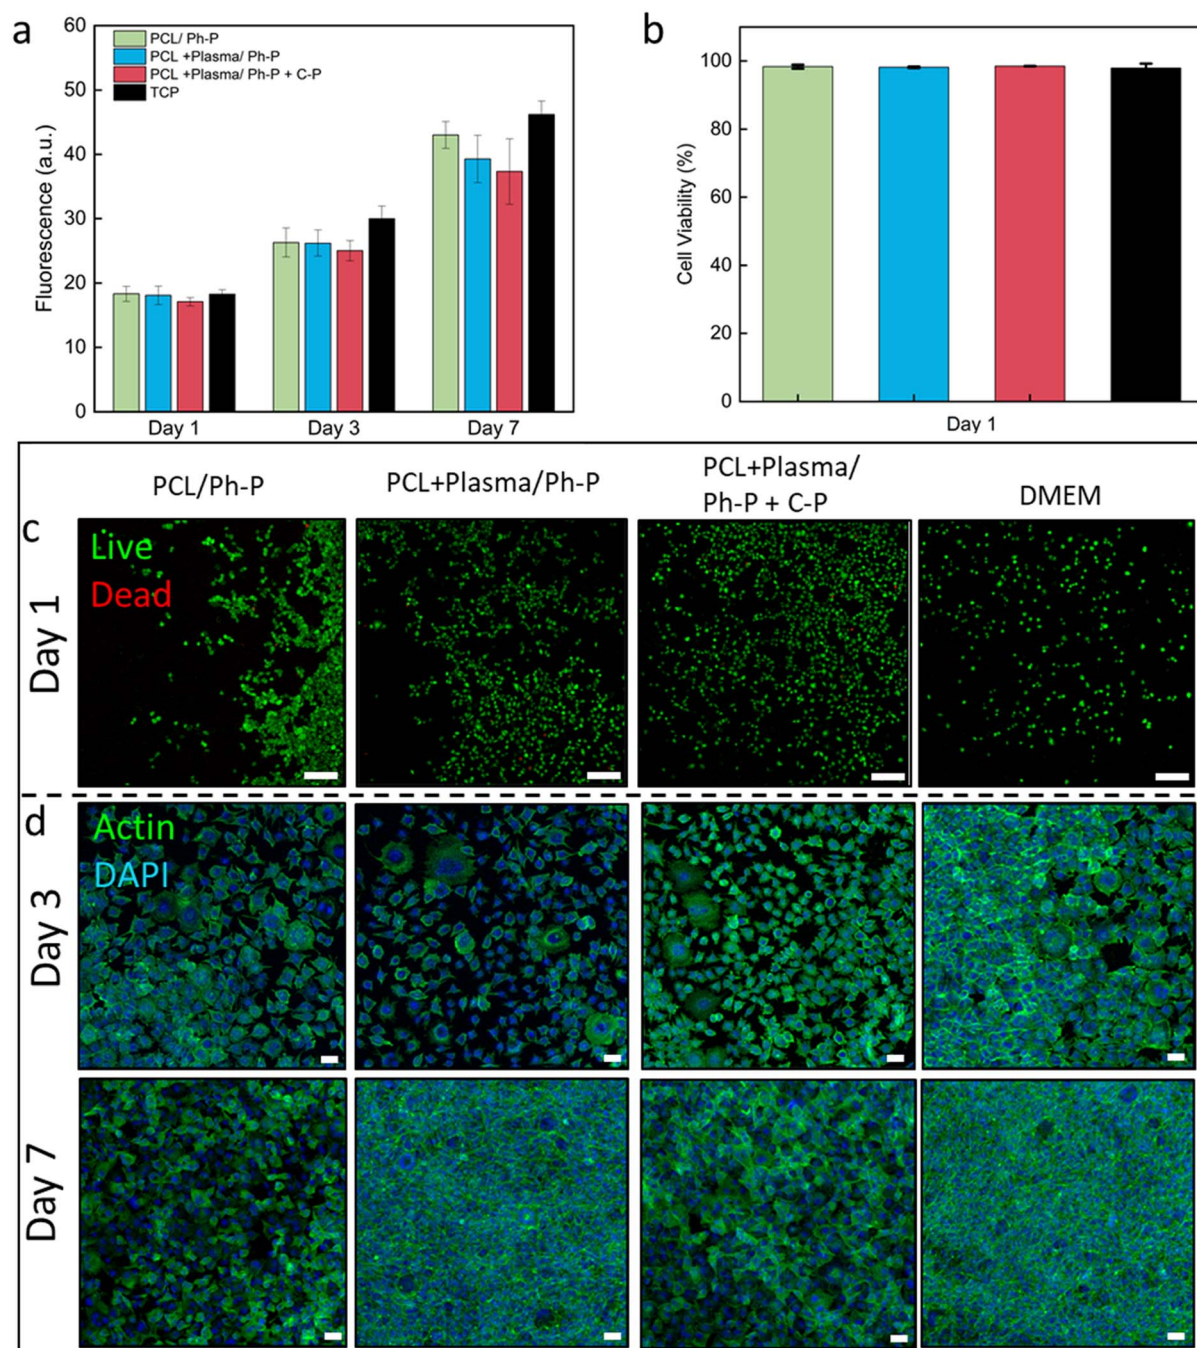 a
60
50
40
30
20
10
0
Fluorescence (a.u.)
PCL/ Ph-P
PCL +Plasma/ Ph-P
PCL +Plasma/ Ph-P + C-P
TCP
Day 1
Day 3
Day 7
b
100
80
60
40
20
0
Cell Viability (%)
Day 1
PCL/Ph-P
PCL+Plasma/Ph-P
PCL+Plasma/
Ph-P + C-P
DMEM
c
Live
Dead
Day 1
d
Actin
DAPI
Day 3
Day 7